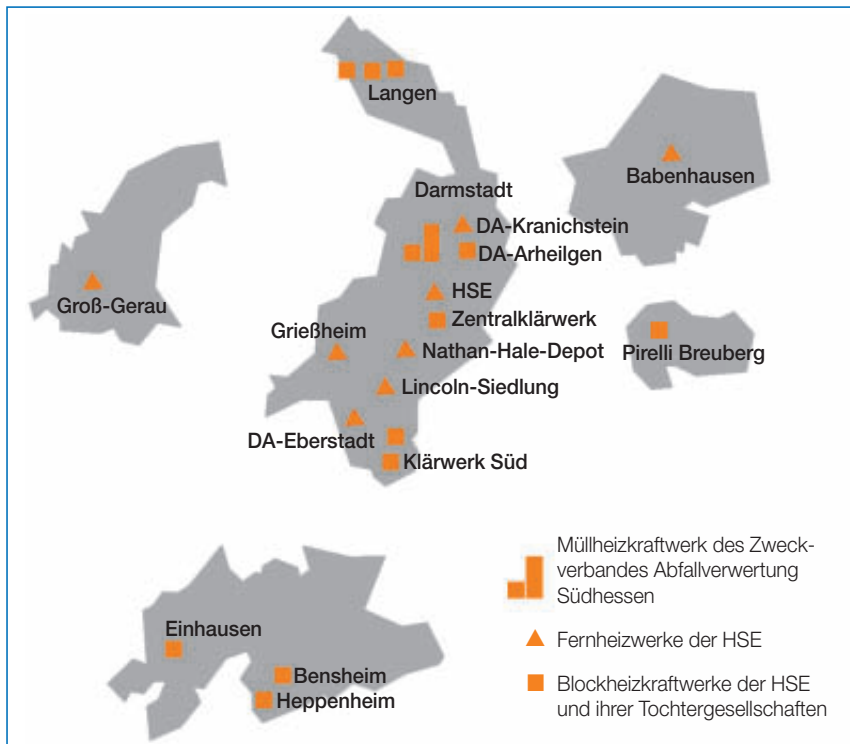 Langen
Babenhausen
Darmstadt
DA-Kranichstein
DA-Arheilgen
HSE
Groß-Gerau
Zentralklärwerk
Grießheim
Nathan-Hale-Depot
Pirelli Breuberg
Lincoln-Siedlung
DA-Eberstadt
Klärwerk Süd
Müllheizkraftwerk des Zweck-
verbandes Abfallverwertung
Südhessen
Fernheizwerke der HSE
Blockheizkraftwerke der HSE
und ihrer Tochtergesellschaften
Einhausen
Bensheim
Heppenheim